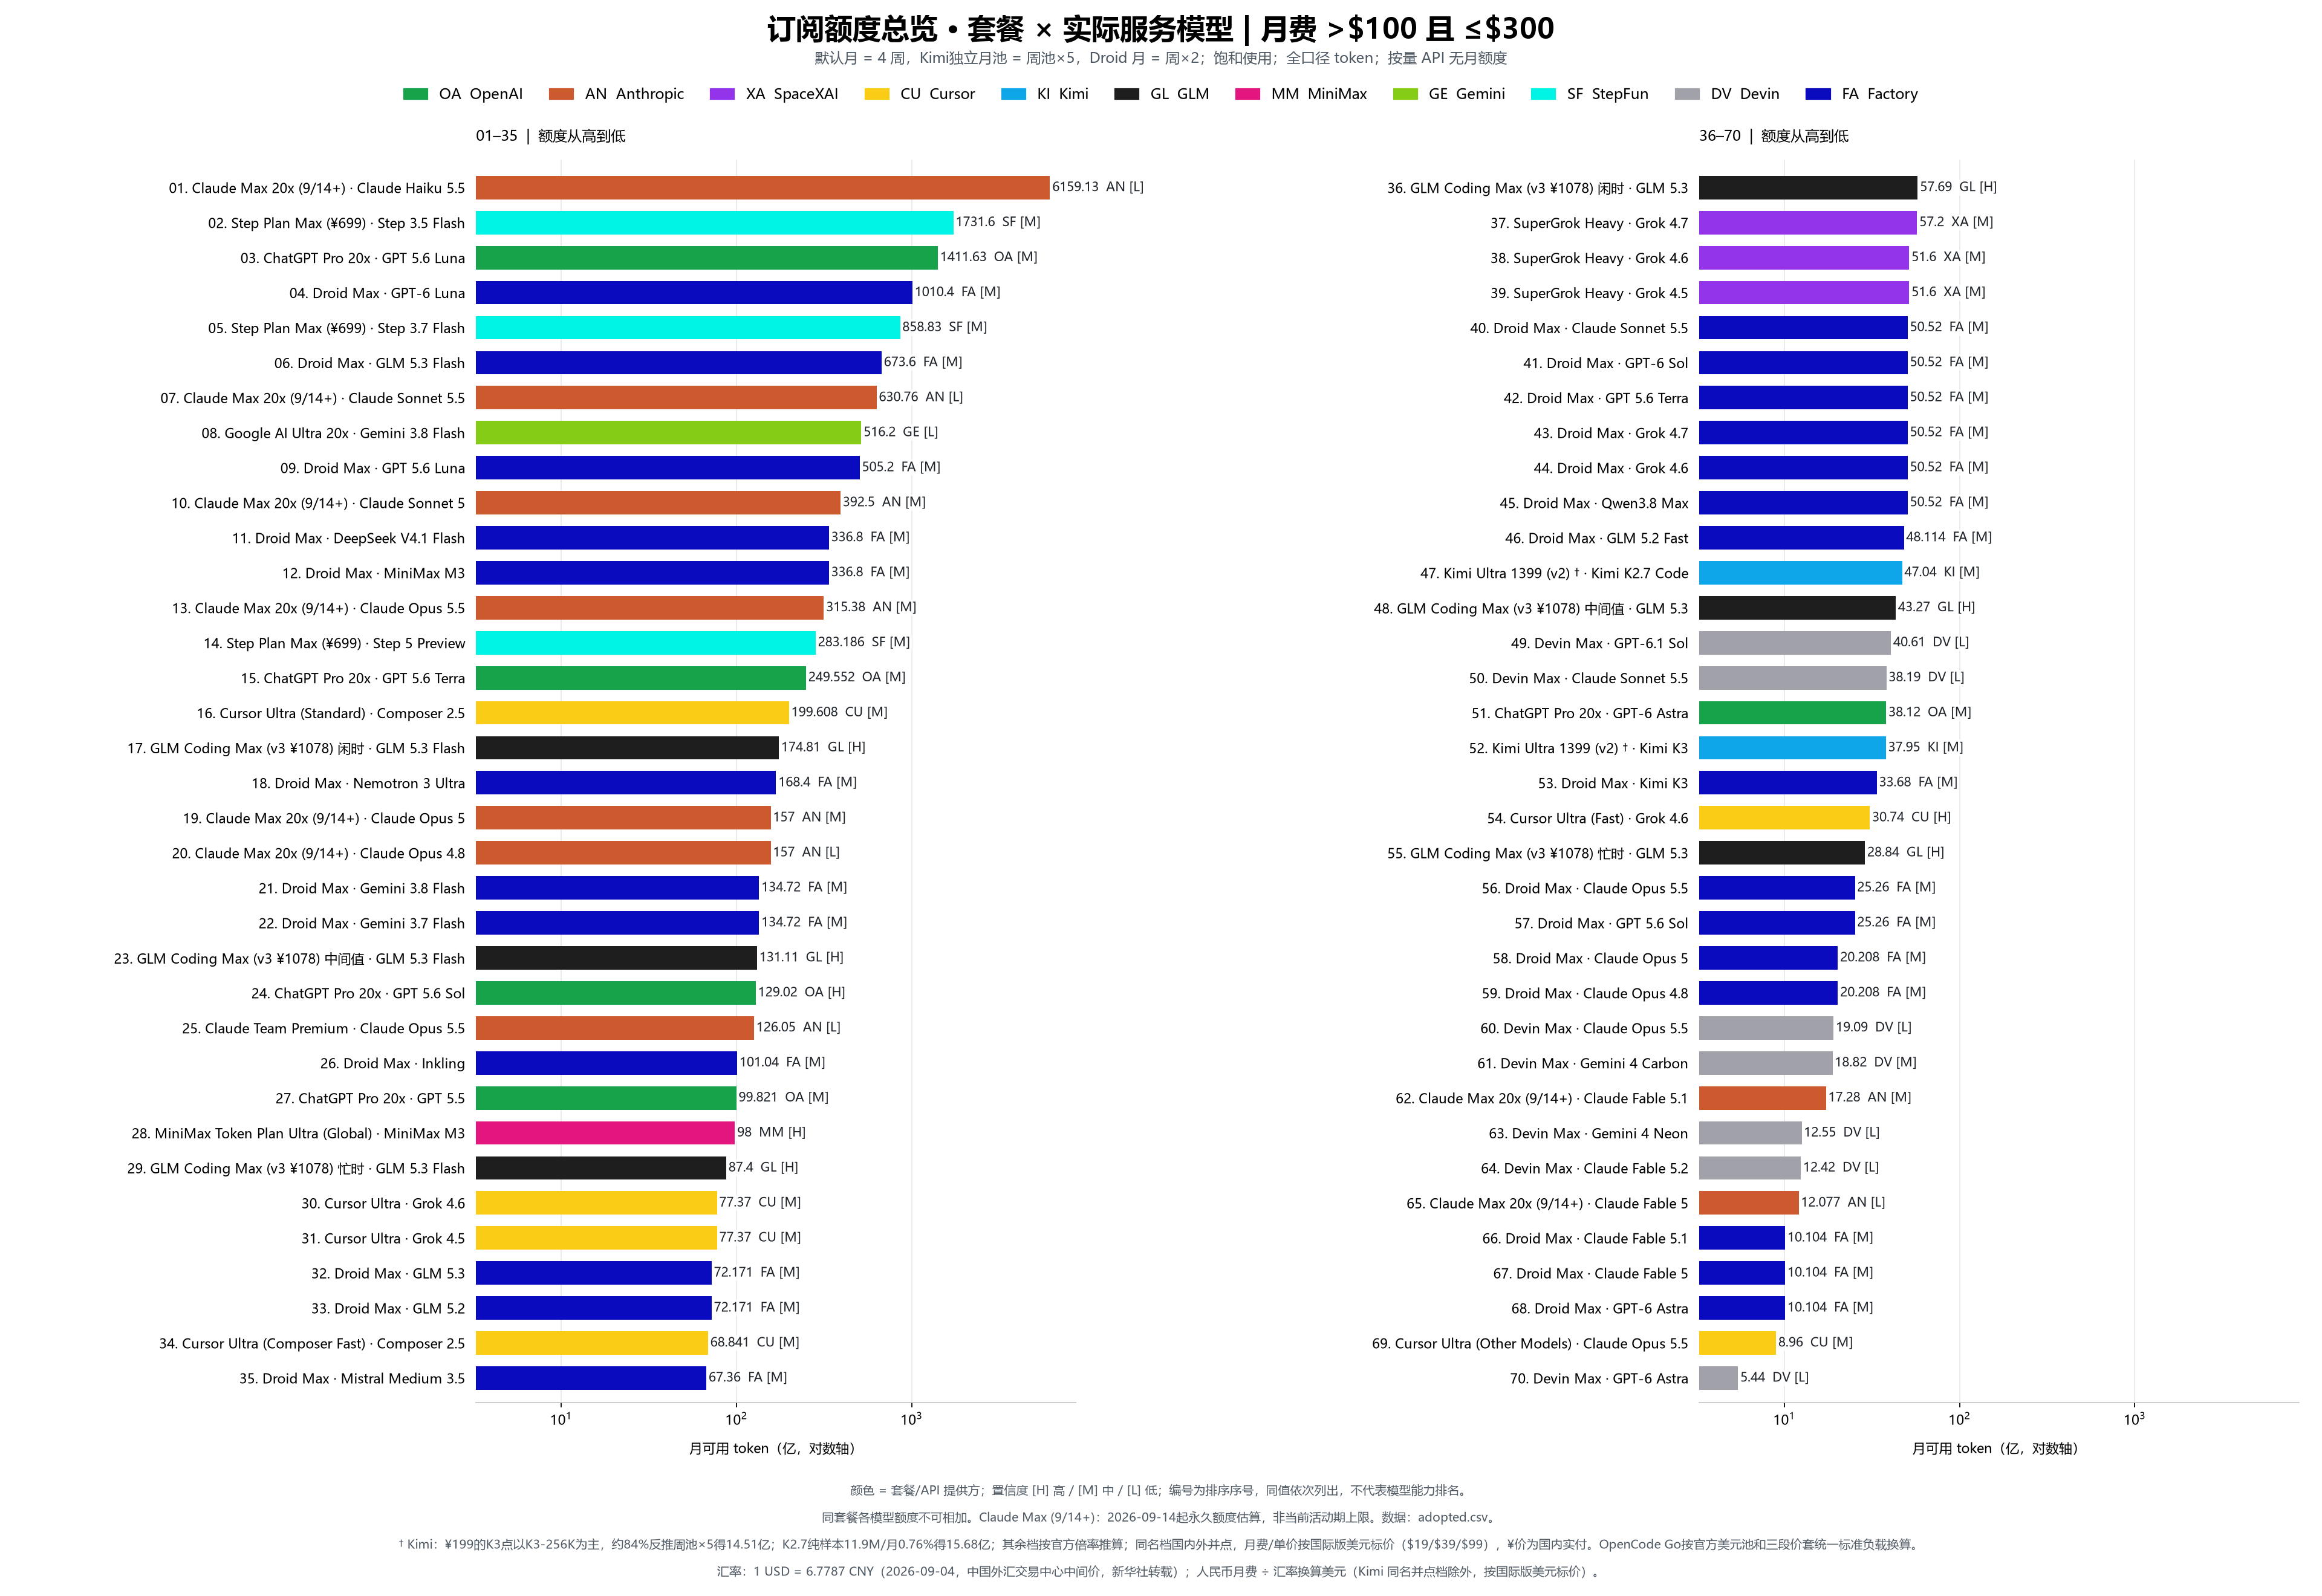 订阅额度总览 • 套餐 × 实际服务模型 | 月费 >$100 且 ≤$300
默认月 = 4 周，Kimi独立月池 = 周池×5，Droid 月 = 周×2；饱和使用；全口径 token；按量 API 无月额度
OA OpenAI AN Anthropic XA SpaceXAI CU Cursor KI Kimi GL GLM MM MiniMax GE Gemini SF StepFun DV Devin FA Factory
01–35 | 额度从高到低
01. Claude Max 20x (9/14+) · Claude Haiku 5.5 6159.13 AN [L]
02. Step Plan Max (¥699) · Step 3.5 Flash 1731.6 SF [M]
03. ChatGPT Pro 20x · GPT 5.6 Luna 1411.63 OA [M]
04. Droid Max · GPT-6 Luna 1010.4 FA [M]
05. Step Plan Max (¥699) · Step 3.7 Flash 858.83 SF [M]
06. Droid Max · GLM 5.3 Flash 673.6 FA [M]
07. Claude Max 20x (9/14+) · Claude Sonnet 5.5 630.76 AN [L]
08. Google AI Ultra 20x · Gemini 3.8 Flash 516.2 GE [L]
09. Droid Max · GPT 5.6 Luna 505.2 FA [M]
10. Claude Max 20x (9/14+) · Claude Sonnet 5 392.5 AN [M]
11. Droid Max · DeepSeek V4.1 Flash 336.8 FA [M]
12. Droid Max · MiniMax M3 336.8 FA [M]
13. Claude Max 20x (9/14+) · Claude Opus 5.5 315.38 AN [M]
14. Step Plan Max (¥699) · Step 5 Preview 283.186 SF [M]
15. ChatGPT Pro 20x · GPT 5.6 Terra 249.552 OA [M]
16. Cursor Ultra (Standard) · Composer 2.5 199.608 CU [M]
17. GLM Coding Max (v3 ¥1078) 闲时 · GLM 5.3 Flash 174.81 GL [H]
18. Droid Max · Nemotron 3 Ultra 168.4 FA [M]
19. Claude Max 20x (9/14+) · Claude Opus 5 157 AN [M]
20. Claude Max 20x (9/14+) · Claude Opus 4.8 157 AN [L]
21. Droid Max · Gemini 3.8 Flash 134.72 FA [M]
22. Droid Max · Gemini 3.7 Flash 134.72 FA [M]
23. GLM Coding Max (v3 ¥1078) 中间值 · GLM 5.3 Flash 131.11 GL [H]
24. ChatGPT Pro 20x · GPT 5.6 Sol 129.02 OA [H]
25. Claude Team Premium · Claude Opus 5.5 126.05 AN [L]
26. Droid Max · Inkling 101.04 FA [M]
27. ChatGPT Pro 20x · GPT 5.5 99.821 OA [M]
28. MiniMax Token Plan Ultra (Global) · MiniMax M3 98 MM [H]
29. GLM Coding Max (v3 ¥1078) 忙时 · GLM 5.3 Flash 87.4 GL [H]
30. Cursor Ultra · Grok 4.6 77.37 CU [M]
31. Cursor Ultra · Grok 4.5 77.37 CU [M]
32. Droid Max · GLM 5.3 72.171 FA [M]
33. Droid Max · GLM 5.2 72.171 FA [M]
34. Cursor Ultra (Composer Fast) · Composer 2.5 68.841 CU [M]
35. Droid Max · Mistral Medium 3.5 67.36 FA [M]
10¹ 10² 10³
月可用 token（亿，对数轴）
36–70 | 额度从高到低
36. GLM Coding Max (v3 ¥1078) 闲时 · GLM 5.3 57.69 GL [H]
37. SuperGrok Heavy · Grok 4.7 57.2 XA [M]
38. SuperGrok Heavy · Grok 4.6 51.6 XA [M]
39. SuperGrok Heavy · Grok 4.5 51.6 XA [M]
40. Droid Max · Claude Sonnet 5.5 50.52 FA [M]
41. Droid Max · GPT-6 Sol 50.52 FA [M]
42. Droid Max · GPT 5.6 Terra 50.52 FA [M]
43. Droid Max · Grok 4.7 50.52 FA [M]
44. Droid Max · Grok 4.6 50.52 FA [M]
45. Droid Max · Qwen3.8 Max 50.52 FA [M]
46. Droid Max · GLM 5.2 Fast 48.114 FA [M]
47. Kimi Ultra 1399 (v2) † · Kimi K2.7 Code 47.04 KI [M]
48. GLM Coding Max (v3 ¥1078) 中间值 · GLM 5.3 43.27 GL [H]
49. Devin Max · GPT-6.1 Sol 40.61 DV [L]
50. Devin Max · Claude Sonnet 5.5 38.19 DV [L]
51. ChatGPT Pro 20x · GPT-6 Astra 38.12 OA [M]
52. Kimi Ultra 1399 (v2) † · Kimi K3 37.95 KI [M]
53. Droid Max · Kimi K3 33.68 FA [M]
54. Cursor Ultra (Fast) · Grok 4.6 30.74 CU [H]
55. GLM Coding Max (v3 ¥1078) 忙时 · GLM 5.3 28.84 GL [H]
56. Droid Max · Claude Opus 5.5 25.26 FA [M]
57. Droid Max · GPT 5.6 Sol 25.26 FA [M]
58. Droid Max · Claude Opus 5 20.208 FA [M]
59. Droid Max · Claude Opus 4.8 20.208 FA [M]
60. Devin Max · Claude Opus 5.5 19.09 DV [L]
61. Devin Max · Gemini 4 Carbon 18.82 DV [M]
62. Claude Max 20x (9/14+) · Claude Fable 5.1 17.28 AN [M]
63. Devin Max · Gemini 4 Neon 12.55 DV [L]
64. Devin Max · Claude Fable 5.2 12.42 DV [L]
65. Claude Max 20x (9/14+) · Claude Fable 5 12.077 AN [L]
66. Droid Max · Claude Fable 5.1 10.104 FA [M]
67. Droid Max · Claude Fable 5 10.104 FA [M]
68. Droid Max · GPT-6 Astra 10.104 FA [M]
69. Cursor Ultra (Other Models) · Claude Opus 5.5 8.96 CU [M]
70. Devin Max · GPT-6 Astra 5.44 DV [L]
10¹ 10² 10³
月可用 token（亿，对数轴）
颜色 = 套餐/API 提供方；置信度 [H] 高 / [M] 中 / [L] 低；编号为排序序号，同值依次列出，不代表模型能力排名。
同套餐各模型额度不可相加。Claude Max (9/14+)：2026-09-14起永久额度估算，非当前活动期上限。数据：adopted.csv。
† Kimi：¥199的K3点以K3-256K为主，约84%反推周池×5得14.51亿；K2.7纯样本11.9M/月0.76%得15.68亿；其余档按官方倍率推算；同名档国内外并点，月费/单价按国际版美元标价（$19/$39/$99），¥价为国内实付。OpenCode Go按官方美元池和三段价套统一标准负载换算。
汇率：1 USD = 6.7787 CNY（2026-09-04，中国外汇交易中心中间价，新华社转载）；人民币月费 ÷ 汇率换算美元（Kimi 同名并点档除外，按国际版美元标价）。